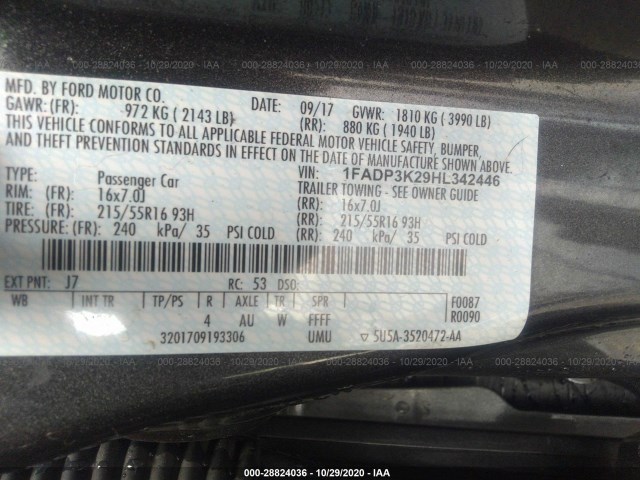 000-28824036 - 10/29/2020 - IAA
MFD. BY FORD MOTOR CO. DATE: 09/17 GVWR: 1810 KG ( 3990 LB)
GAWR: (FR): 972 KG ( 2143 LB) (RR): 880 KG ( 1940 LB)
THIS VEHICLE CONFORMS TO ALL APPLICABLE FEDERAL MOTOR VEHICLE SAFETY, BUMPER,
AND THEFT PREVENTION STANDARDS IN EFFECT ON THE DATE OF MANUFACTURE SHOWN ABOVE.
VIN: 1FADP3K29HL342446
TYPE: Passenger Car TRAILER TOWING - SEE OWNER GUIDE
RIM: (FR): 16x7.0J (RR): 16x7.0J
TIRE: (FR): 215/55R16 93H (RR): 215/55R16 93H
PRESSURE: (FR): 240 kPa/ 35 PSI COLD (RR): 240 kPa/ 35 PSI COLD
EXT PNT: J7 RC: 53 DSO:
WB INT TR TP/PS R AXLE TR SPR F0087
4 AU W FFFF R0090
3201709193306 UMU ▽ 5U5A-3520472-AA
000-28824036 - 10/29/2020 - IAA